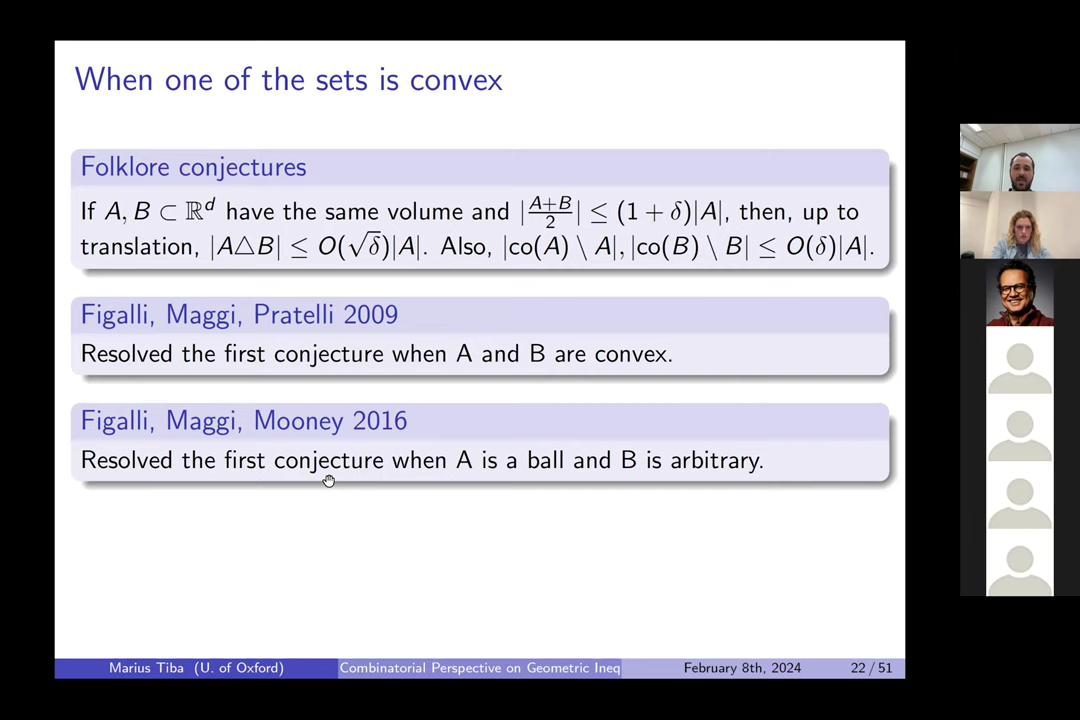 When one of the sets is convex
Folklore conjectures
If A, B ⊂ ℝ^d have the same volume and |(A+B)/2| ≤ (1 + δ)|A|, then, up to
translation, |A△B| ≤ O(√δ)|A|. Also, |co(A) \ A|, |co(B) \ B| ≤ O(δ)|A|.
Figalli, Maggi, Pratelli 2009
Resolved the first conjecture when A and B are convex.
Figalli, Maggi, Mooney 2016
Resolved the first conjecture when A is a ball and B is arbitrary.
Marius Tiba (U. of Oxford) Combinatorial Perspective on Geometric Ineq February 8th, 2024 22 / 51